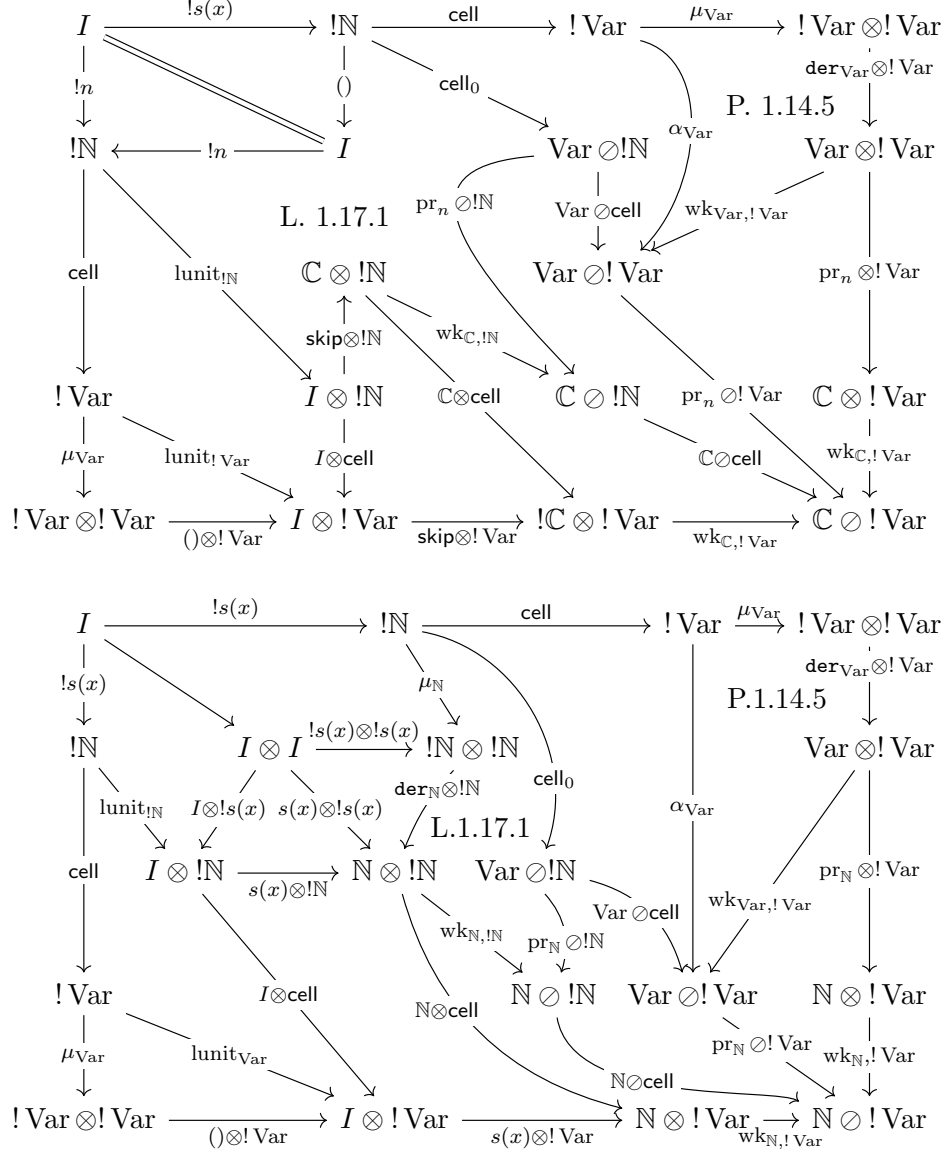 I !s(x) !ℕ cell !Var μ_Var !Var⊗!Var
!n () cell₀ der_Var⊗!Var
P. 1.14.5
α_Var
!ℕ !n I Var⊘!ℕ Var⊗!Var
pr_n⊘!ℕ Var⊘cell wk_Var,!Var
L. 1.17.1
cell lunit_!ℕ ℂ⊗!ℕ Var⊘!Var pr_n⊗!Var
skip⊗!ℕ wk_ℂ,!ℕ
!Var I⊗!ℕ ℂ⊗cell ℂ⊘!ℕ pr_n⊘!Var ℂ⊗!Var
μ_Var lunit_!Var I⊗cell ℂ⊘cell wk_ℂ,!Var
!Var⊗!Var ()⊗!Var I⊗!Var skip⊗!Var !ℂ⊗!Var wk_ℂ,!Var ℂ⊘!Var
I !s(x) !ℕ cell !Var μ_Var !Var⊗!Var
!s(x) μ_ℕ der_Var⊗!Var
P.1.14.5
!ℕ I⊗I !s(x)⊗!s(x) !ℕ⊗!ℕ Var⊗!Var
cell₀
lunit_!ℕ I⊗!s(x) s(x)⊗!s(x) der_ℕ⊗!ℕ α_Var
L.1.17.1
cell I⊗!ℕ s(x)⊗!ℕ ℕ⊗!ℕ Var⊘!ℕ pr_ℕ⊗!Var
Var⊘cell wk_Var,!Var
wk_ℕ,!ℕ pr_ℕ⊘!ℕ
!Var I⊗cell ℕ⊗cell ℕ⊘!ℕ Var⊘!Var ℕ⊗!Var
μ_Var lunit_Var pr_ℕ⊘!Var wk_ℕ,!Var
ℕ⊘cell
!Var⊗!Var ()⊗!Var I⊗!Var s(x)⊗!Var ℕ⊗!Var wk_ℕ,!Var ℕ⊘!Var